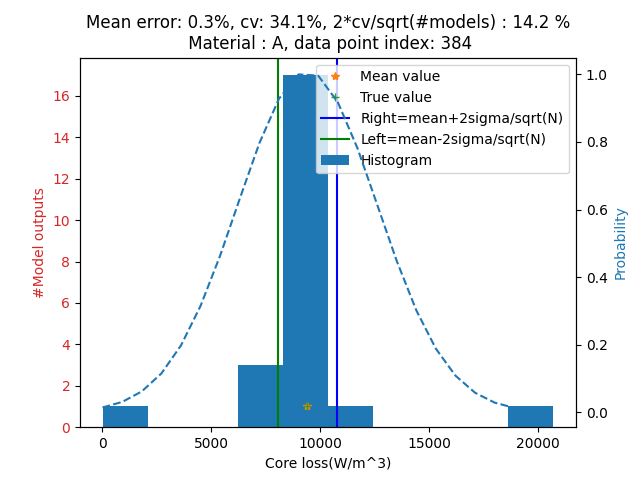 Mean error: 0.3%, cv: 34.1%, 2*cv/sqrt(#models) : 14.2 %
Material : A, data point index: 384
Mean value
True value
Right=mean+2sigma/sqrt(N)
Left=mean-2sigma/sqrt(N)
Histogram
#Model outputs
16
14
12
10
8
6
4
2
0
1.0
0.8
0.6
0.4
0.2
0.0
Probability
0 5000 10000 15000 20000
Core loss(W/m^3)